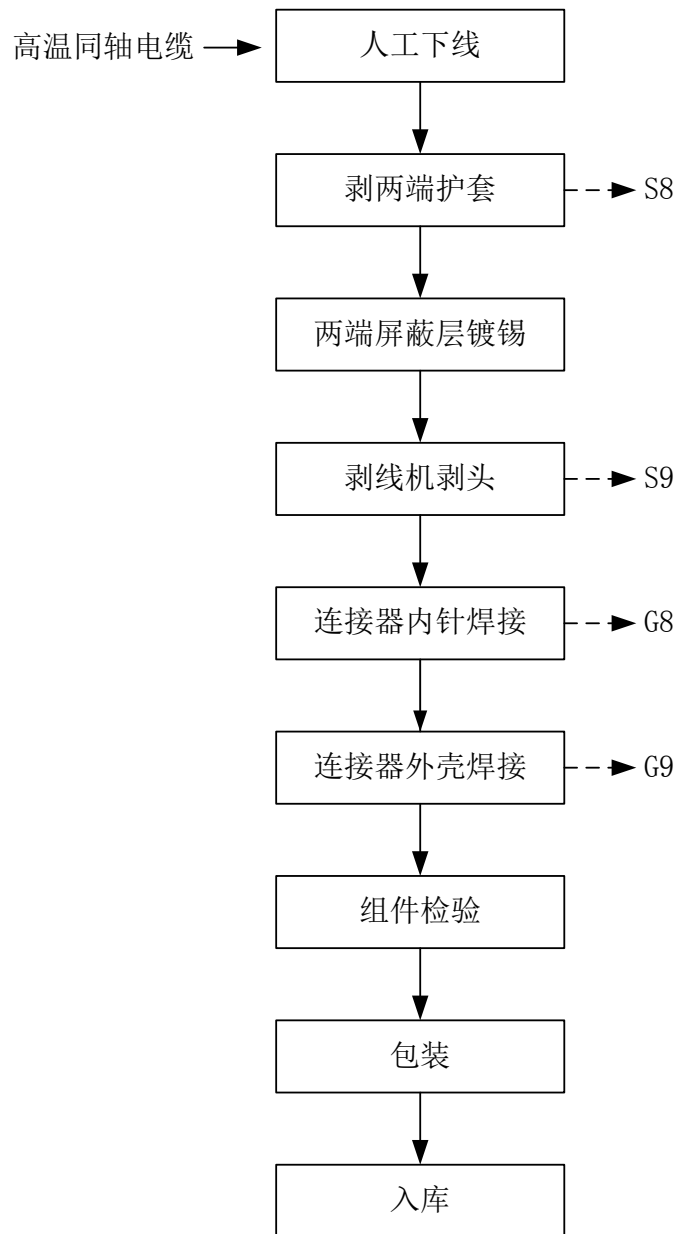 高温同轴电缆
人工下线
剥两端护套
S8
两端屏蔽层镀锡
剥线机剥头
S9
连接器内针焊接
G8
连接器外壳焊接
G9
组件检验
包装
入库